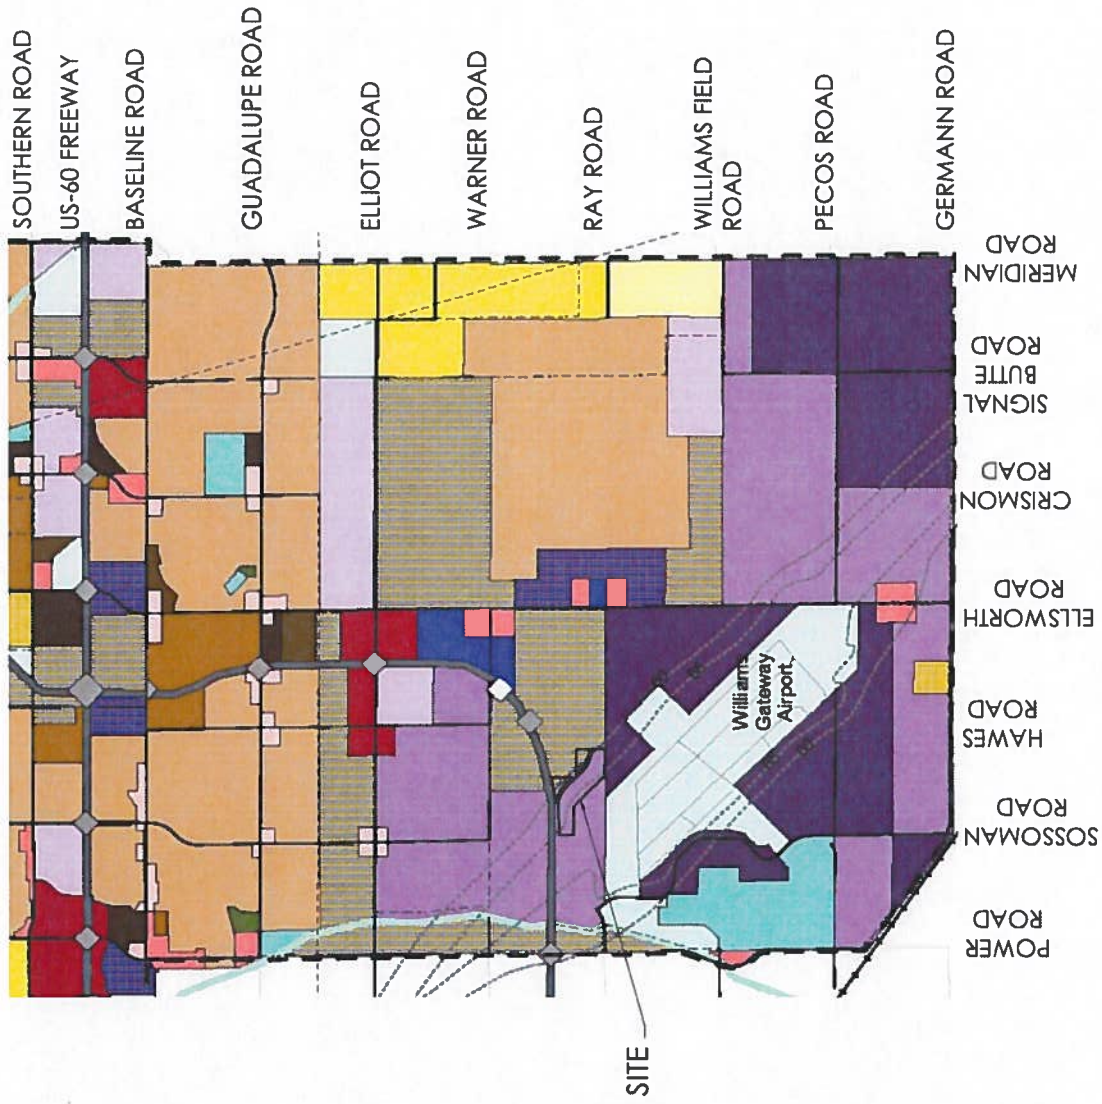 SOUTHERN ROAD
US-60 FREEWAY
BASELINE ROAD
GUADALUPE ROAD
ELLIOT ROAD
WARNER ROAD
RAY ROAD
WILLIAMS FIELD
ROAD
PECOS ROAD
GERMANN ROAD
MERIDIAN
ROAD
SIGNAL
BUTTE
ROAD
CRISMON
ROAD
ELLSWORTH
ROAD
HAWES
ROAD
SOSSOMAN
ROAD
POWER
ROAD
Williams
Gateway
Airport
SITE